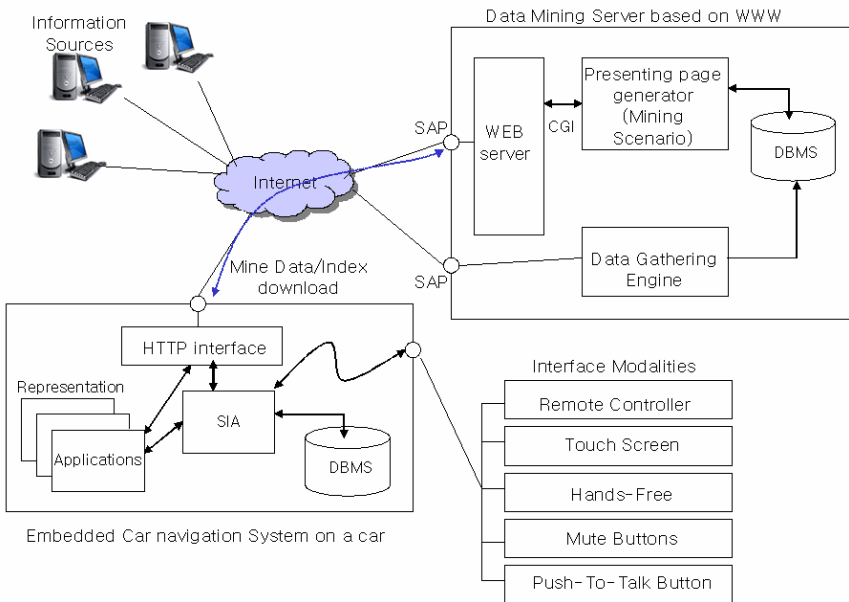 Information
Sources
Data Mining Server based on WWW
SAP
WEB
server
CGI
Presenting page
generator
(Mining
Scenario)
DBMS
Internet
SAP
Data Gathering
Engine
Mine Data/Index
download
HTTP interface
Representation
Applications
SIA
DBMS
Embedded Car navigation System on a car
Interface Modalities
Remote Controller
Touch Screen
Hands-Free
Mute Buttons
Push-To-Talk Button